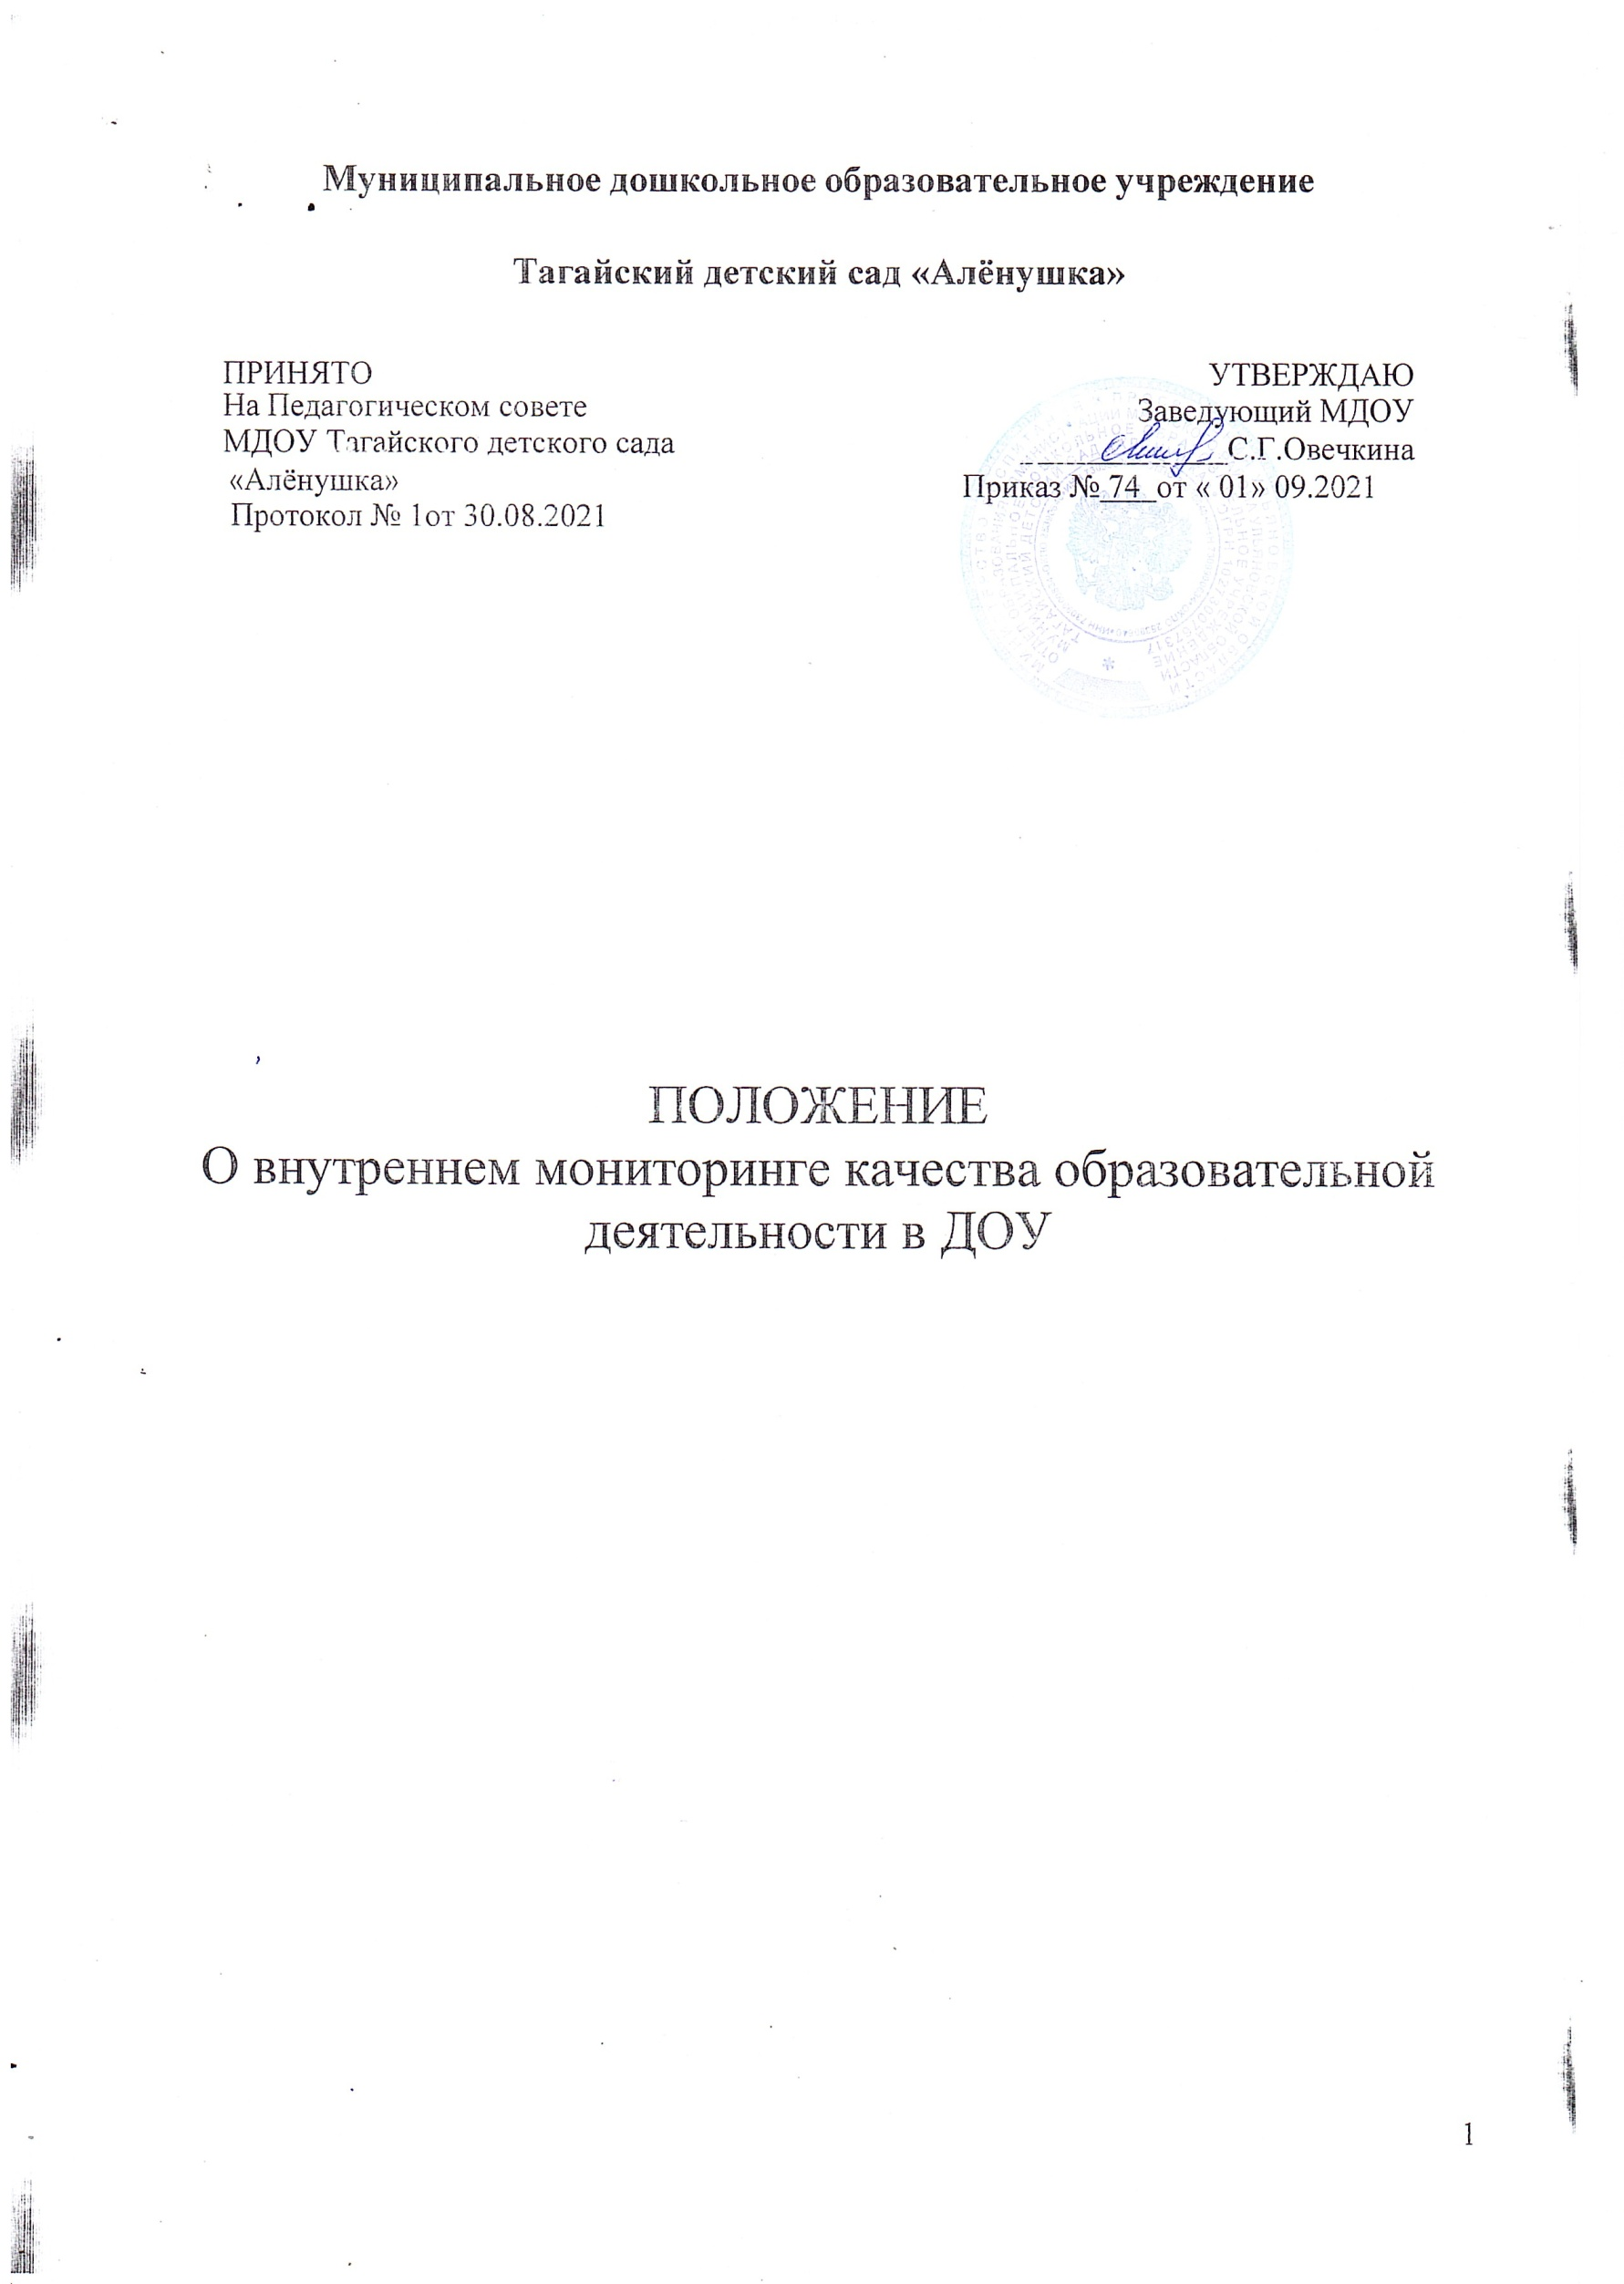 Муниципальное дошкольное образовательное учреждение
Тагайский детский сад «Алёнушка»
ПРИНЯТО
На Педагогическом совете
МДОУ Тагайского детского сада
«Алёнушка»
Протокол № 1от 30.08.2021
УТВЕРЖДАЮ
Заведующий МДОУ
С.Г.Овечкина
Приказ № 74 от « 01» 09.2021
ПОЛОЖЕНИЕ
О внутреннем мониторинге качества образовательной
деятельности в ДОУ
1